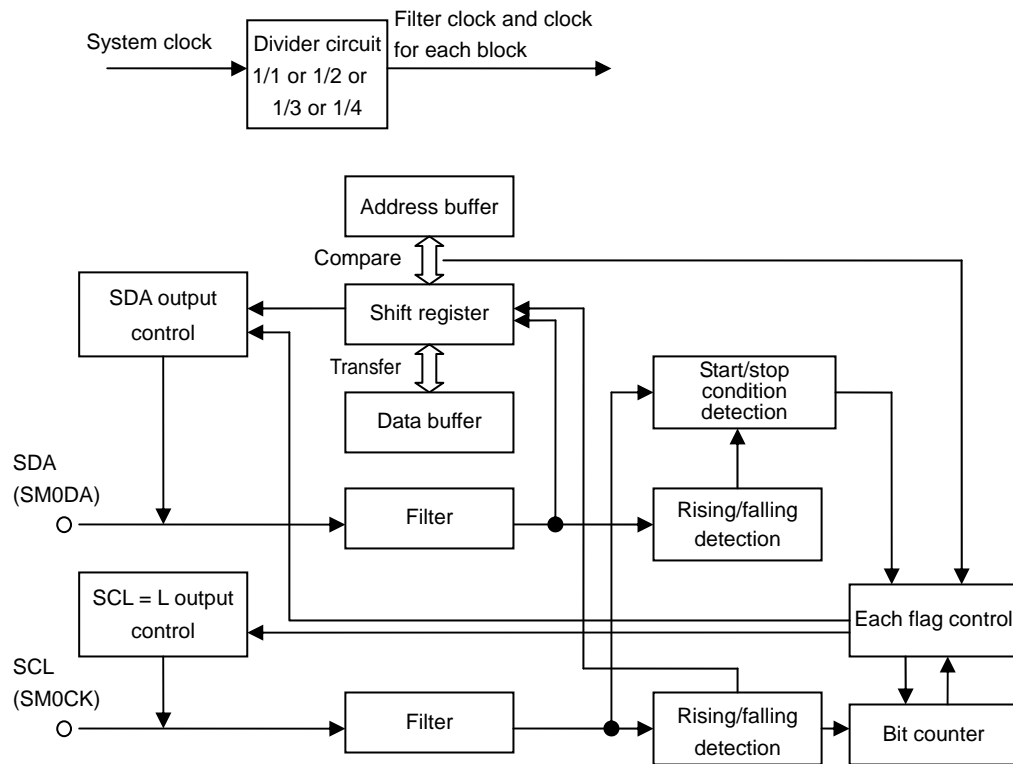 Filter clock and clock
for each block
System clock
Divider circuit
1/1 or 1/2 or
1/3 or 1/4
Address buffer
Compare
SDA output
control
Shift register
Transfer
Start/stop
condition
detection
Data buffer
SDA
(SM0DA)
Filter
Rising/falling
detection
SCL = L output
control
Each flag control
SCL
(SM0CK)
Filter
Rising/falling
detection
Bit counter